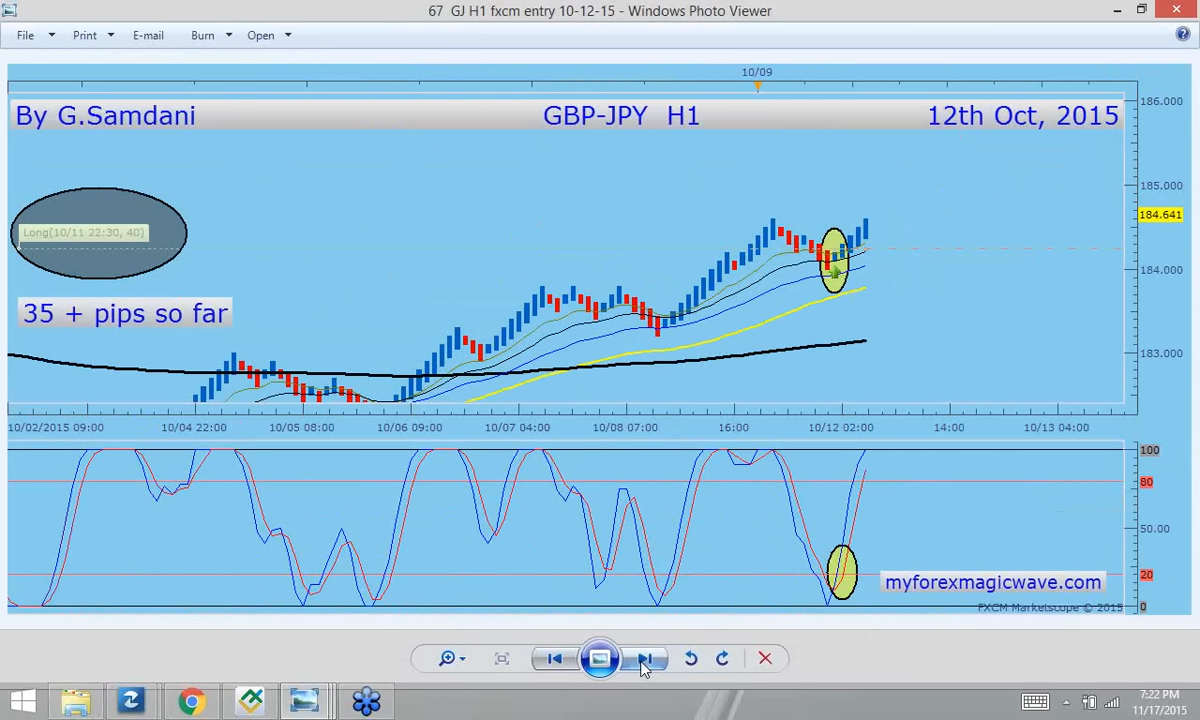 67 GJ H1 fxcm entry 10-12-15 - Windows Photo Viewer
File Print E-mail Burn Open
10/09
By G.Samdani GBP-JPY H1 12th Oct, 2015
186.000
185.000
184.641
Long(10/11 22:30, 40)
184.000
35 + pips so far
183.000
10/02/2015 09:00 10/04 22:00 10/05 08:00 10/06 09:00 10/07 04:00 10/08 07:00 16:00 10/12 02:00 14:00 10/13 04:00
100
80
50.00
20
myforexmagicwave.com
FXCM Marketscope © 2015
0
7:22 PM
11/17/2015